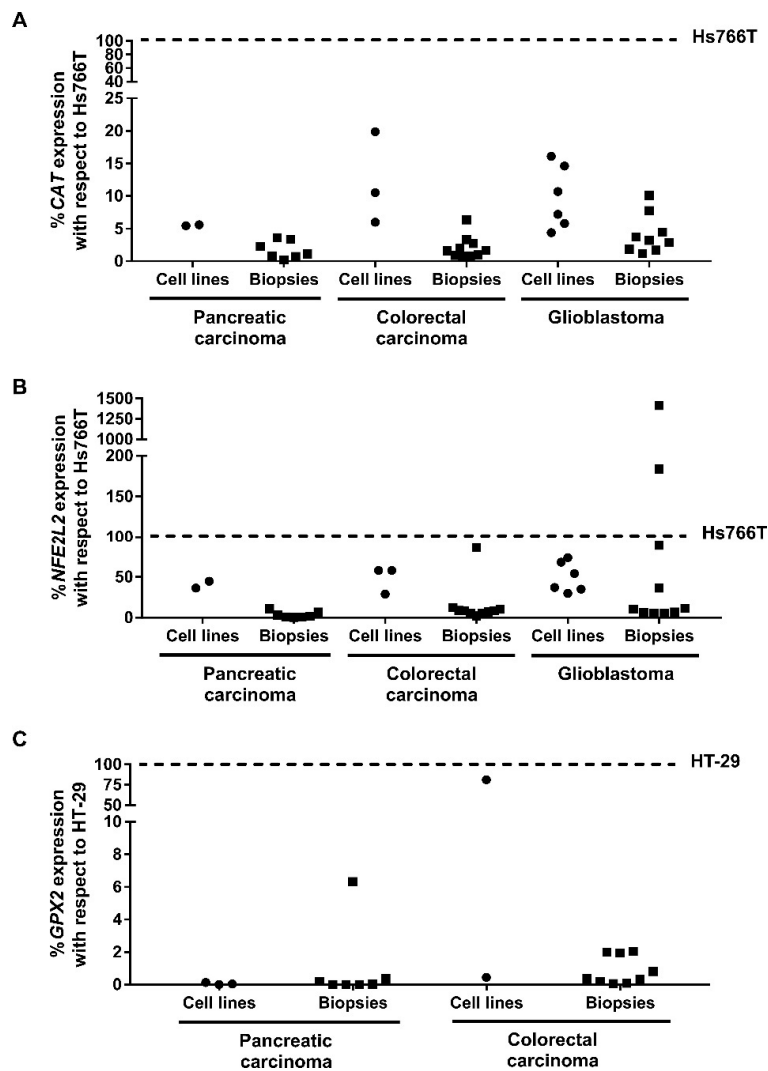 A
%CAT expression
with respect to Hs766T
100
80
60
40
25
20
15
10
5
0
Hs766T
Cell lines Biopsies Cell lines Biopsies Cell lines Biopsies
Pancreatic
carcinoma
Colorectal
carcinoma
Glioblastoma
B
%NFE2L2 expression
with respect to Hs766T
1500
1250
1000
200
150
100
50
0
Hs766T
Cell lines Biopsies Cell lines Biopsies Cell lines Biopsies
Pancreatic
carcinoma
Colorectal
carcinoma
Glioblastoma
C
%GPX2 expression
with respect to HT-29
100
75
50
10
8
6
4
2
0
HT-29
Cell lines Biopsies Cell lines Biopsies
Pancreatic
carcinoma
Colorectal
carcinoma